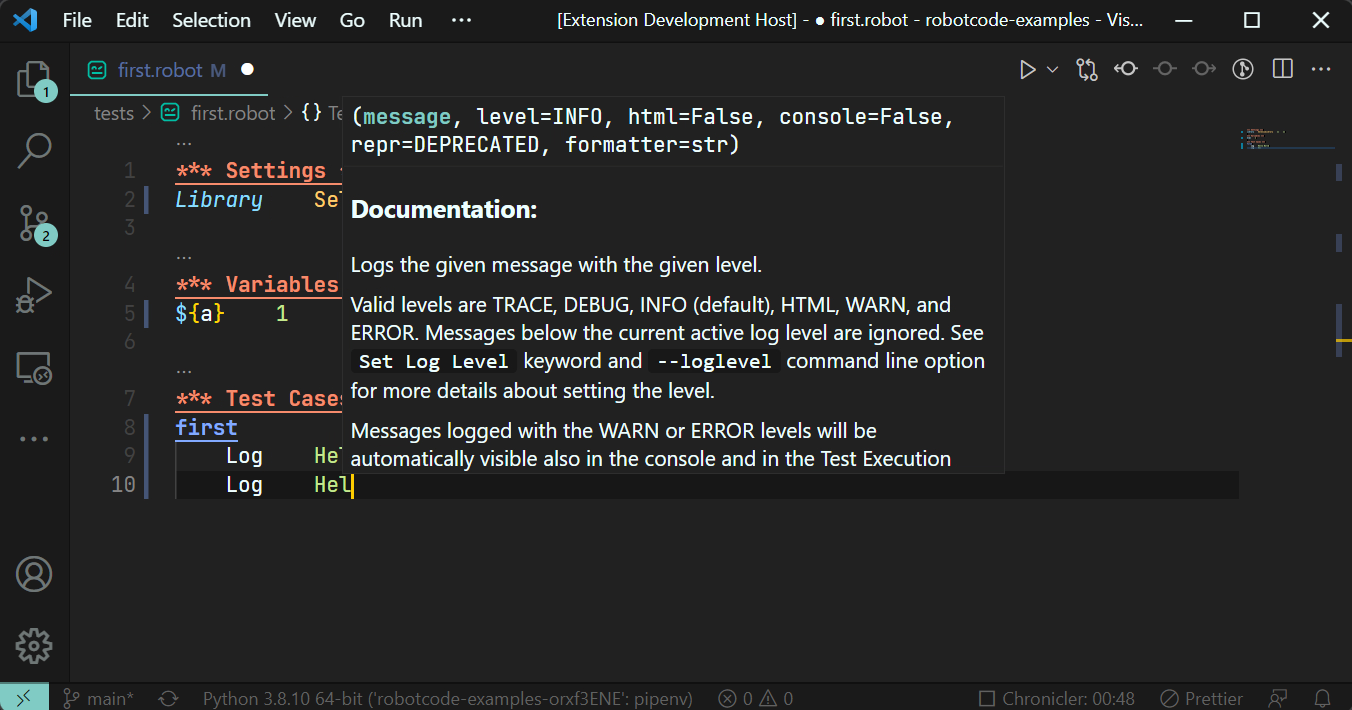 File Edit Selection View Go Run ··· [Extension Development Host] - ● first.robot - robotcode-examples - Vis...
first.robot M ●
tests > first.robot > {} Te
1
2
(message, level=INFO, html=False, console=False,
repr=DEPRECATED, formatter=str)
Documentation:
Logs the given message with the given level.
Valid levels are TRACE, DEBUG, INFO (default), HTML, WARN, and
ERROR. Messages below the current active log level are ignored. See
Set Log Level keyword and --loglevel command line option
for more details about setting the level.
Messages logged with the WARN or ERROR levels will be
automatically visible also in the console and in the Test Execution
...
1 *** Settings
2 Library Sel
3
...
4 *** Variables
5 ${a} 1
6
...
7 *** Test Cases
8 first
9 Log Hel
10 Log Hel
main* Python 3.8.10 64-bit ('robotcode-examples-orxf3ENE': pipenv) 0 0 Chronicler: 00:48 Prettier